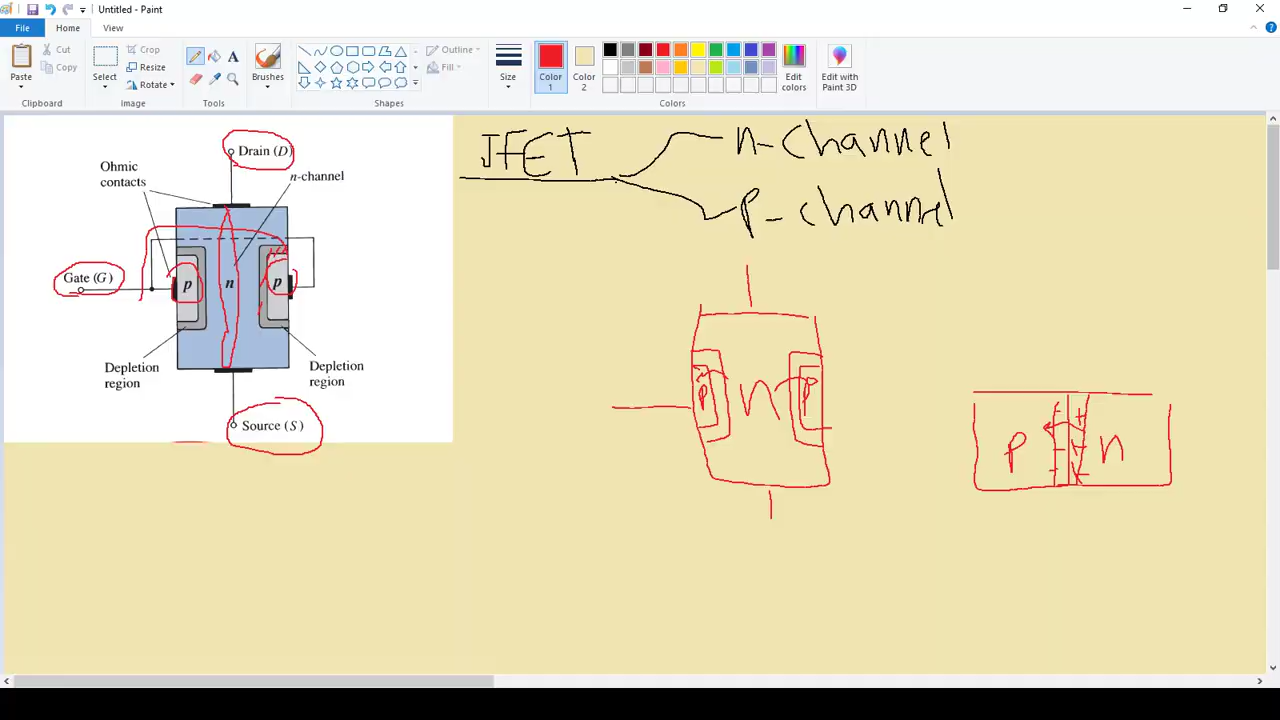 Untitled - Paint
File
Home
View
Paste
Cut
Copy
Clipboard
Select
Crop
Resize
Rotate
Image
A
Tools
Brushes
Shapes
Outline
Fill
Size
Color
1
Color
2
Edit
colors
Edit with
Paint 3D
Colors
Drain (D)
Ohmic
contacts
n-channel
Gate (G)
p
n
p
Depletion
region
Depletion
region
Source (S)
JFET
n-channel
p-channel
p
n
p
p
n